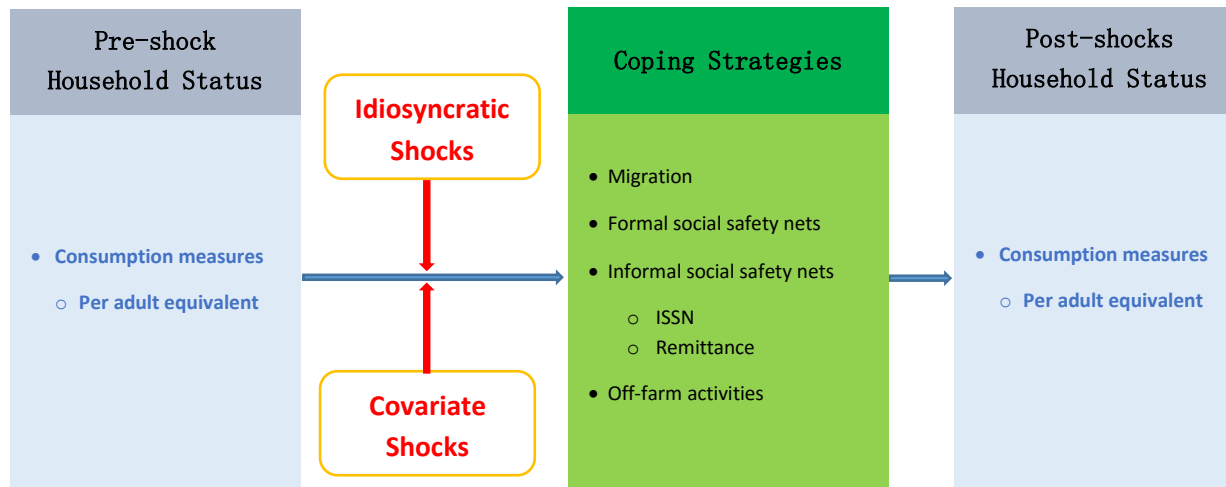 Pre-shock
Household Status
• Consumption measures
o Per adult equivalent
Idiosyncratic
Shocks
Covariate
Shocks
Coping Strategies
• Migration
• Formal social safety nets
• Informal social safety nets
o ISSN
o Remittance
• Off-farm activities
Post-shocks
Household Status
• Consumption measures
o Per adult equivalent